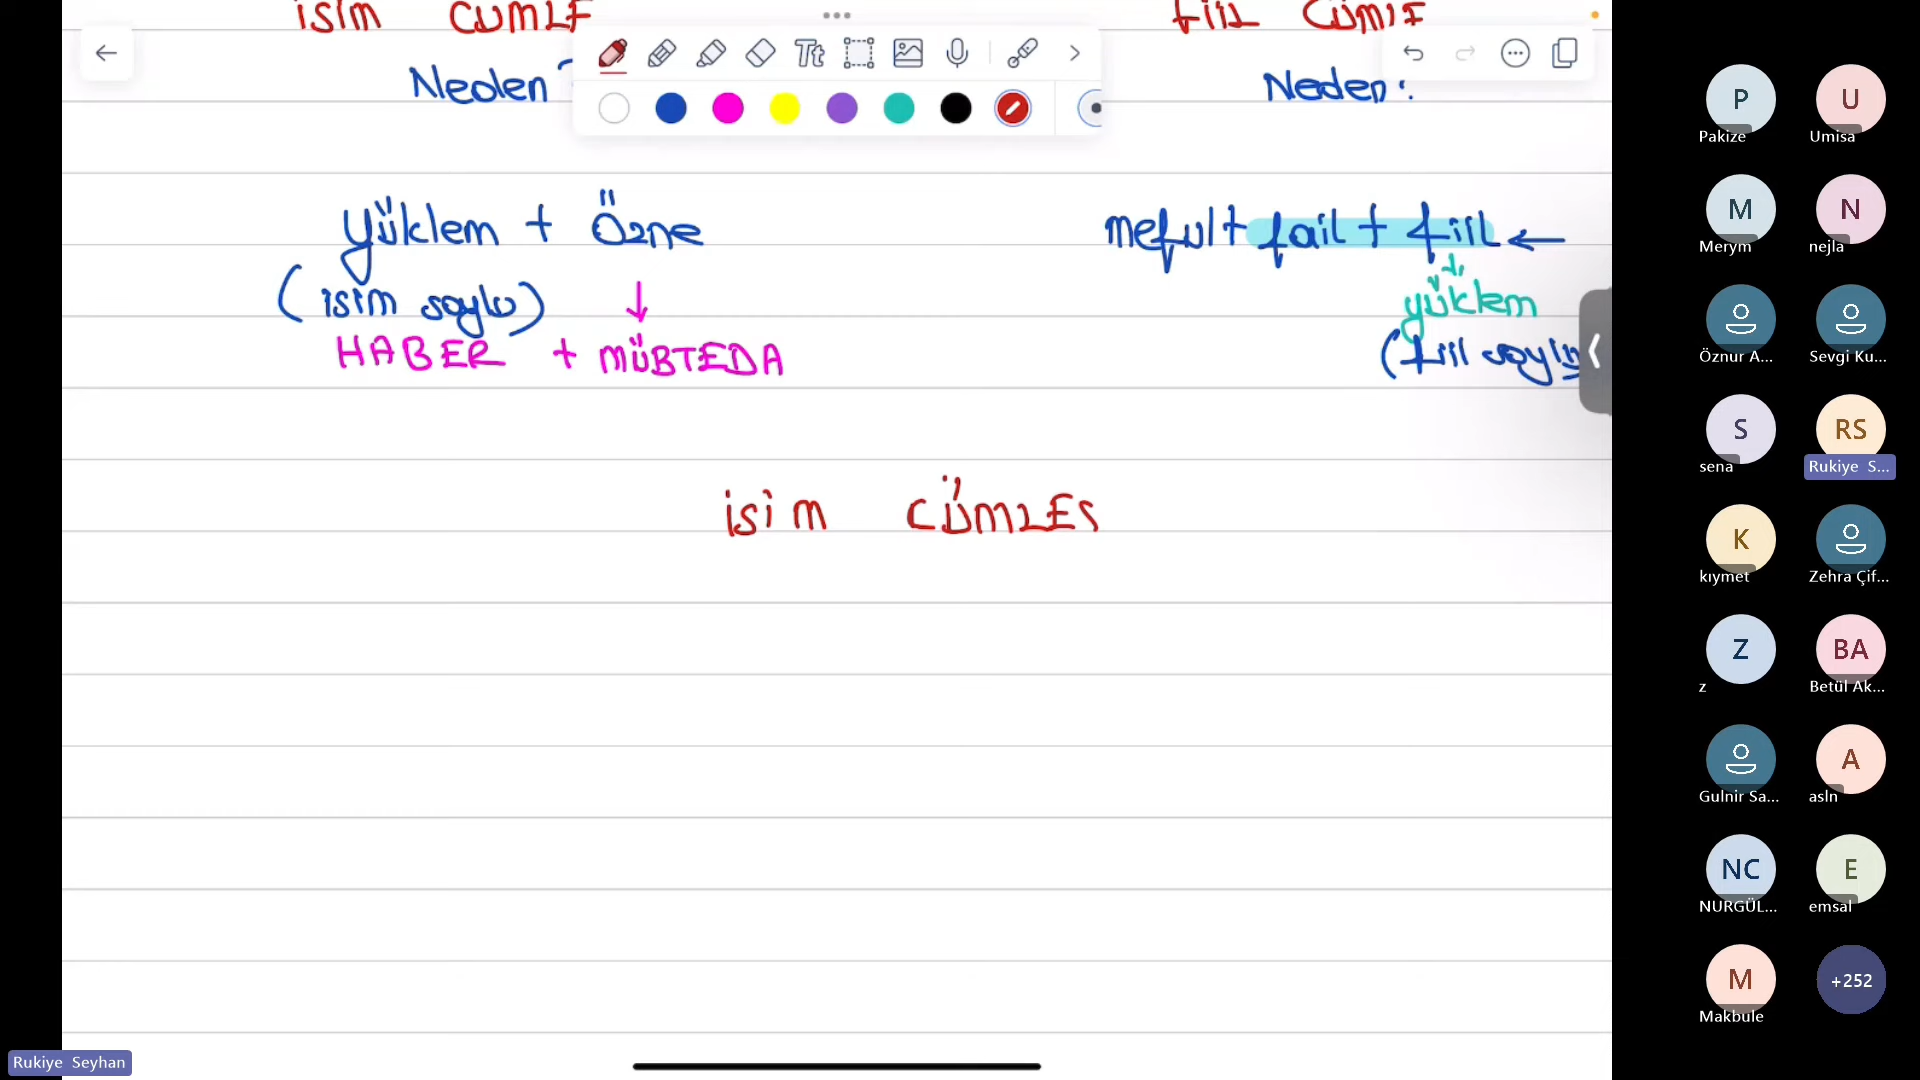 isim CÜMLE
fiil CÜMLE
Neden ?
Neden :
Tt
yüklem + Özne
meful + fail + fiil ←
(isim soylu) ↓
yüklem
HABER + MÜBTEDA
(fiil soylu
isim CÜMLES
P
U
Pakize
Umisa
M
N
Merym
nejla
Öznur A...
Sevgi Ku...
S
RS
sena
Rukiye S...
K
kıymet
Zehra Çif...
Z
BA
z
Betül Ak...
A
Gulnir Sa...
asln
NC
E
NURGÜL...
emsal
M
+252
Makbule
Rukiye Seyhan